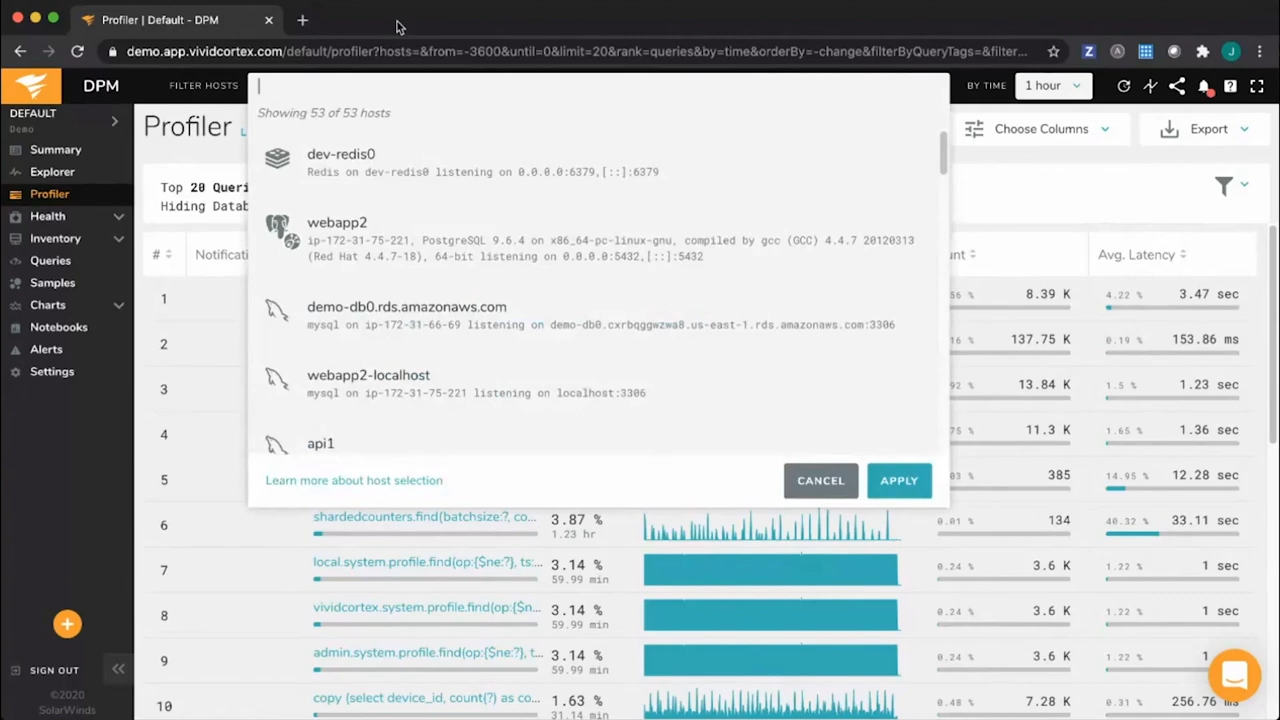 Profiler | Default - DPM
demo.app.vividcortex.com/default/profiler?hosts=&from=-3600&until=0&limit=20&rank=queries&by=time&orderBy=-change&filterByQueryTags=&filter...
DPM
FILTER HOSTS
BY TIME
1 hour
DEFAULT
Demo
Summary
Explorer
Profiler
Health
Inventory
Queries
Samples
Charts
Notebooks
Alerts
Settings
SIGN OUT
©2020
SolarWinds
Profiler
Choose Columns
Export
Top 20 Queri
Hiding Datab
Showing 53 of 53 hosts
dev-redis0
Redis on dev-redis0 listening on 0.0.0.0:6379,[::]:6379
webapp2
ip-172-31-75-221, PostgreSQL 9.6.4 on x86_64-pc-linux-gnu, compiled by gcc (GCC) 4.4.7 20120313
(Red Hat 4.4.7-18), 64-bit listening on 0.0.0.0:5432,[::]:5432
demo-db0.rds.amazonaws.com
mysql on ip-172-31-66-69 listening on demo-db0.cxrbqggwzwa8.us-east-1.rds.amazonaws.com:3306
webapp2-localhost
mysql on ip-172-31-75-221 listening on localhost:3306
api1
Learn more about host selection
CANCEL
APPLY
# Notificati unt Avg. Latency
1 56 % 8.39 K 4.22 % 3.47 sec
2 16 % 137.75 K 0.19 % 153.86 ms
3 92 % 13.84 K 1.5 % 1.23 sec
4 75 % 11.3 K 1.65 % 1.36 sec
5 03 % 385 14.95 % 12.28 sec
6 shardedcounters.find(batchsize:?, co... 3.87 % 0.01 % 134 40.32 % 33.11 sec
1.23 hr
7 local.system.profile.find(op:{$ne:?}, ts:... 3.14 % 0.24 % 3.6 K 1.22 % 1 sec
59.99 min
8 vividcortex.system.profile.find(op:{$n... 3.14 % 0.24 % 3.6 K 1.22 % 1 sec
59.99 min
9 admin.system.profile.find(op:{$ne:?}, t... 3.14 % 0.24 % 3.6 K 1.22 % 1
59.99 min
10 copy (select device_id, count(?) as co... 1.63 % 0.48 % 7.28 K 0.31 % 256.76
31.14 min